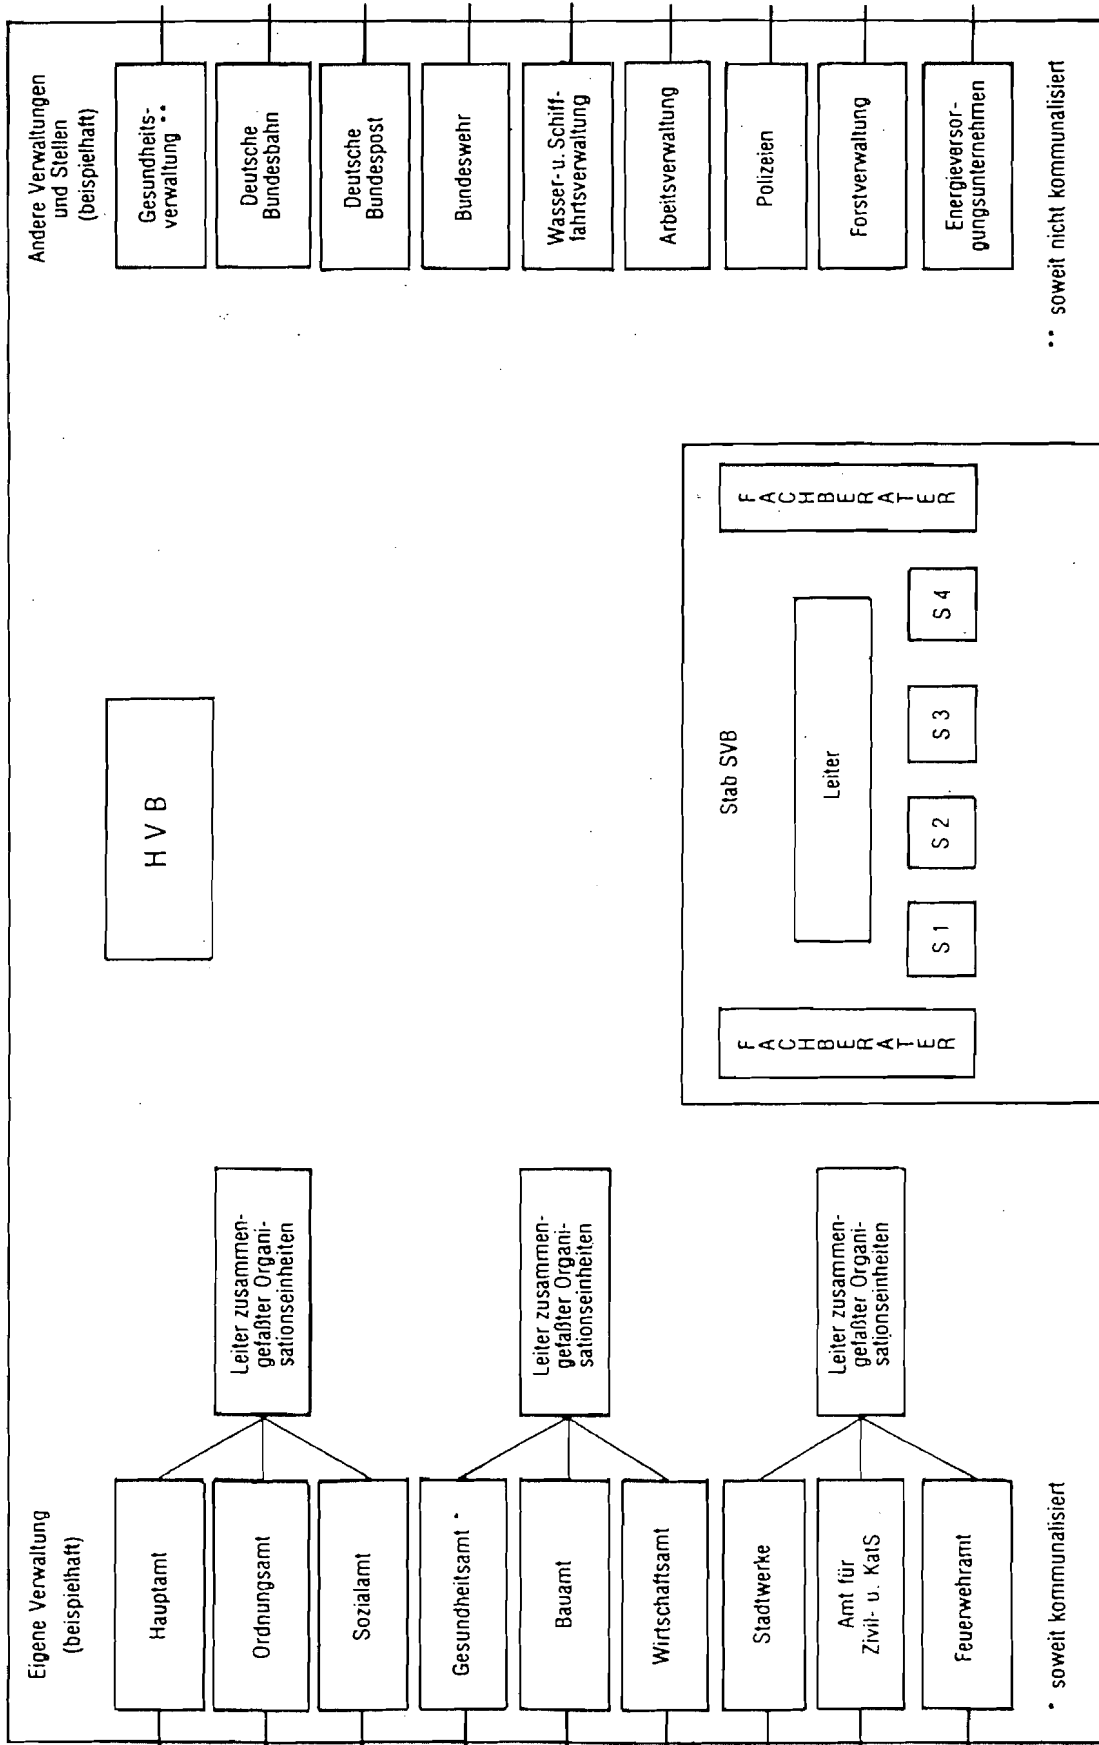 Eigene Verwaltung
(beispielhaft)
Hauptamt
Ordnungsamt
Sozialamt
Gesundheitsamt *
Bauamt
Wirtschaftsamt
Stadtwerke
Amt für
Zivil- u. KatS
Feuerwehramt
* soweit kommunalisiert
Leiter zusammen-
gefaßter Organi-
sationseinheiten
Leiter zusammen-
gefaßter Organi-
sationseinheiten
Leiter zusammen-
gefaßter Organi-
sationseinheiten
H V B
Stab SVB
FACHBERATER
Leiter
S 1
S 2
S 3
S 4
FACHBERATER
Andere Verwaltungen
und Stellen
(beispielhaft)
Gesundheits-
verwaltung **
Deutsche
Bundesbahn
Deutsche
Bundespost
Bundeswehr
Wasser- u. Schiff-
fahrtsverwaltung
Arbeitsverwaltung
Polizeien
Forstverwaltung
Energieversor-
gungsunternehmen
** soweit nicht kommunalisiert